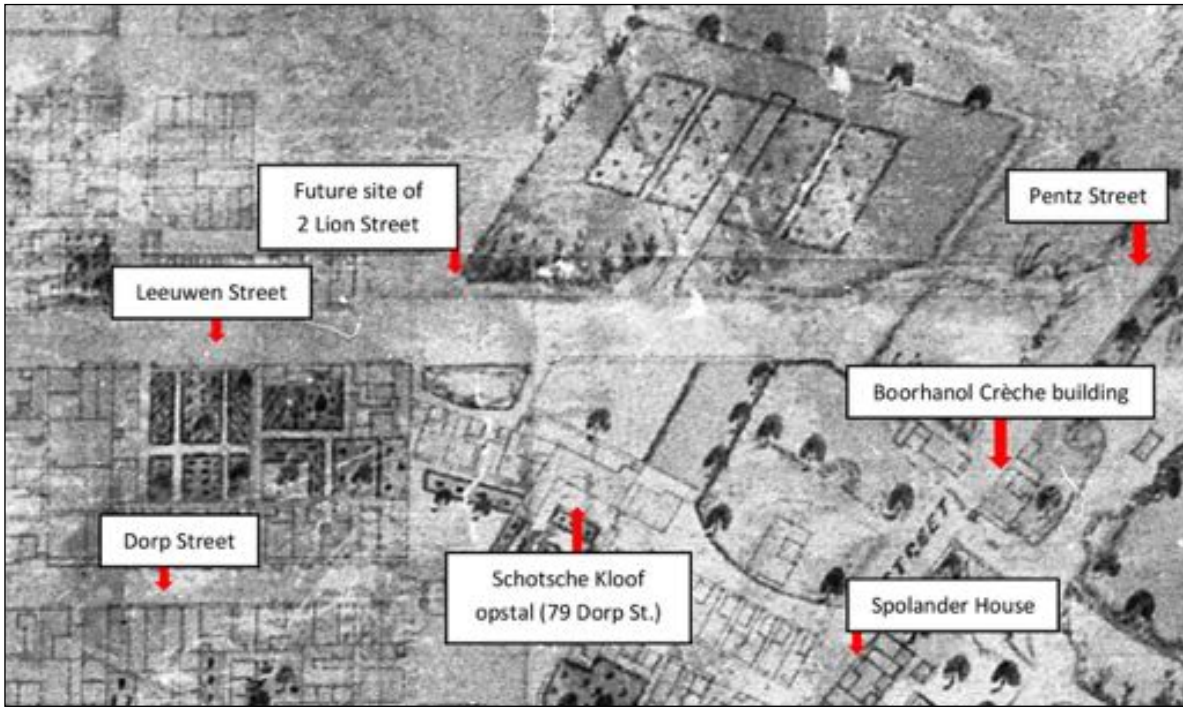 Future site of
2 Lion Street
Pentz Street
Leeuwen Street
Boorhanol Crèche building
Dorp Street
Schotsche Kloof
opstal (79 Dorp St.)
STREET
Spolander House